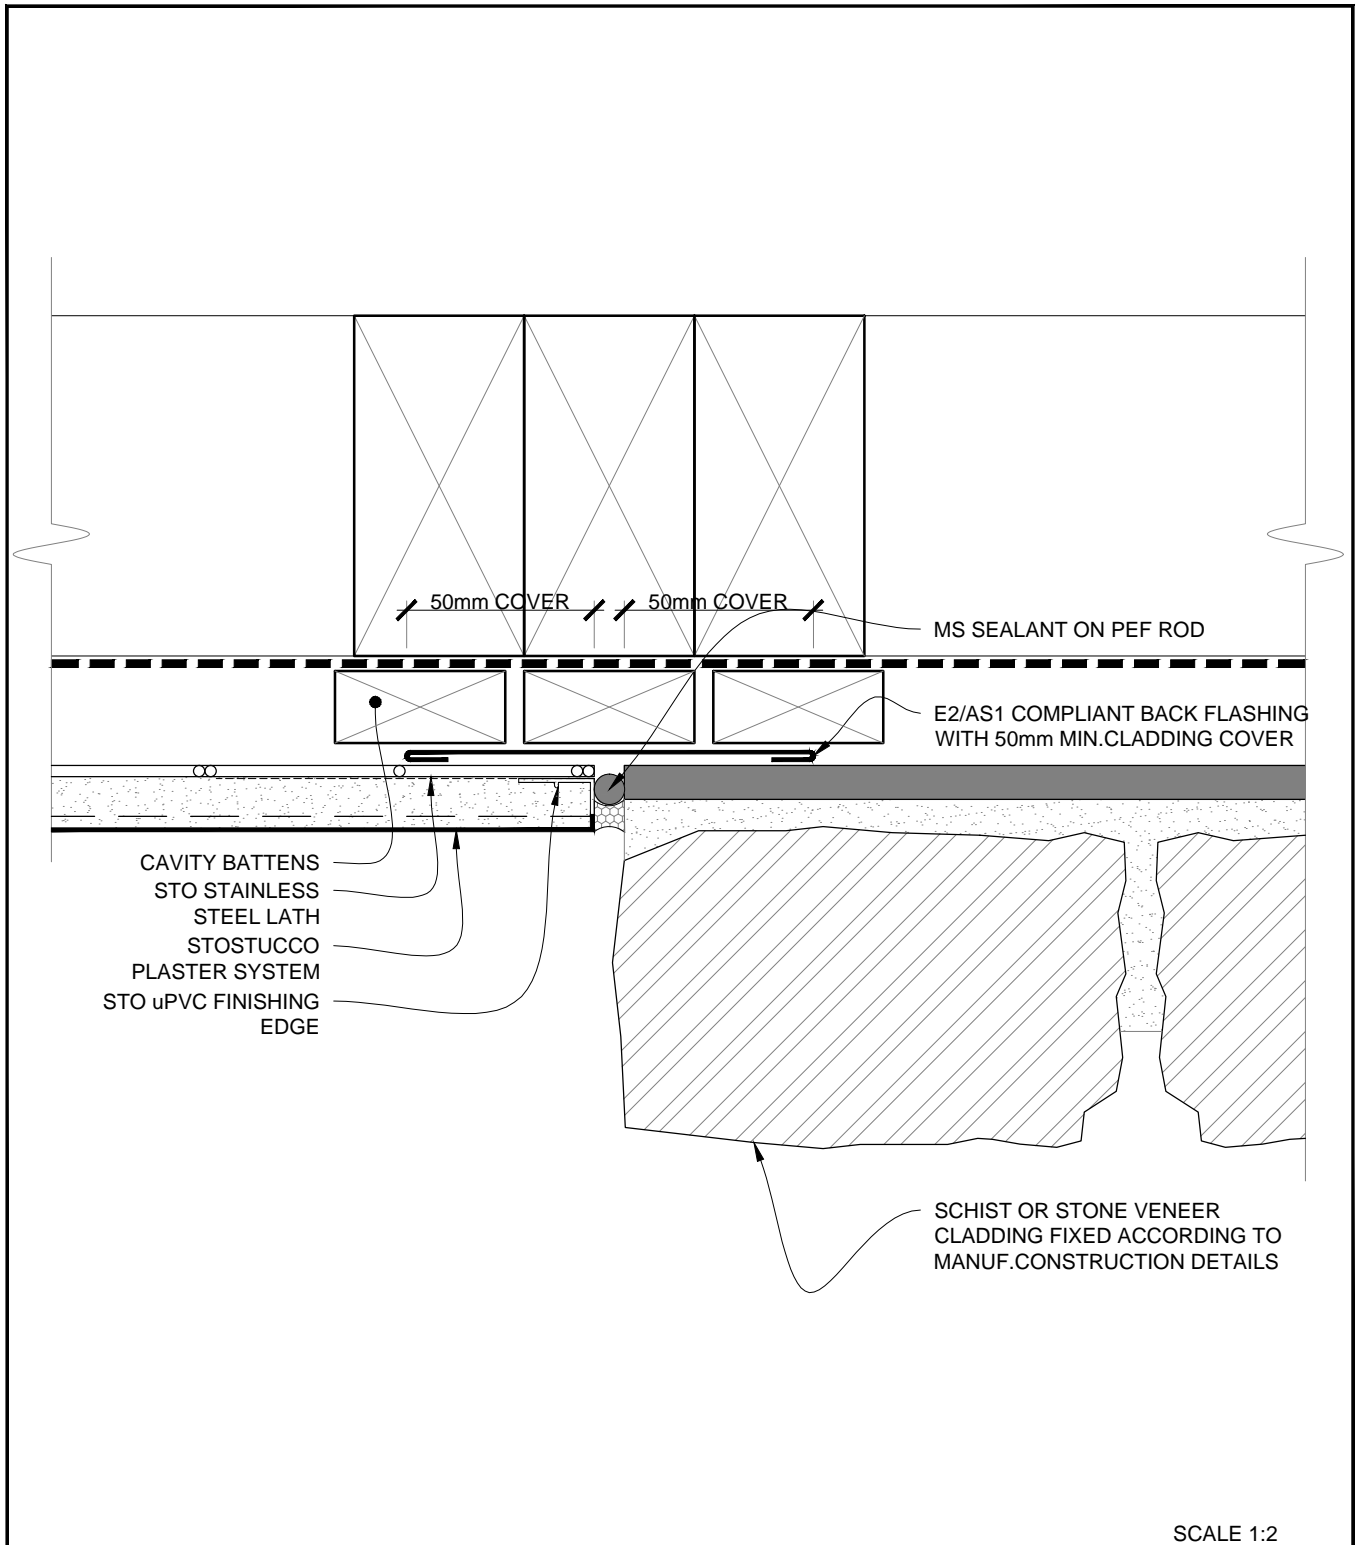 50mm COVER 50mm COVER
MS SEALANT ON PEF ROD
E2/AS1 COMPLIANT BACK FLASHING
WITH 50mm MIN.CLADDING COVER
CAVITY BATTENS
STO STAINLESS
STEEL LATH
STOSTUCCO
PLASTER SYSTEM
STO uPVC FINISHING
EDGE
SCHIST OR STONE VENEER
CLADDING FIXED ACCORDING TO
MANUF.CONSTRUCTION DETAILS
SCALE 1:2